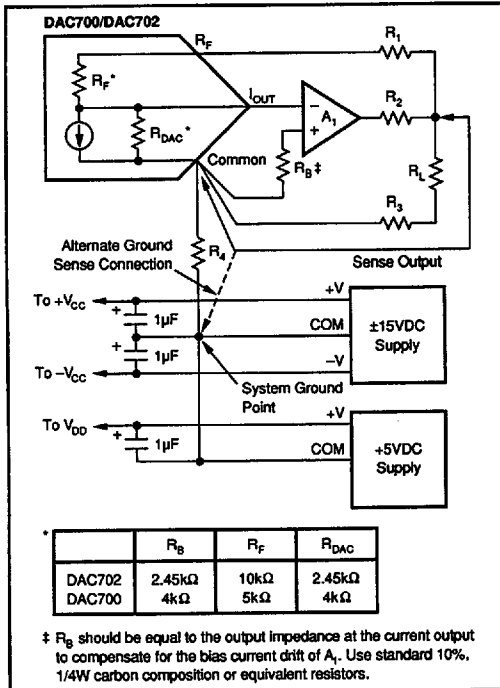 DAC700/DAC702
R_F
R_1
R_F*
I_OUT
R_DAC*
A_1
−
+
R_2
Common
R_B‡
R_L
R_3
R_4
Alternate Ground
Sense Connection
Sense Output
To +V_CC
+
1μF
+V
COM
±15VDC
Supply
+
1μF
To −V_CC
−V
System Ground
Point
To V_DD
+
1μF
+V
COM
+5VDC
Supply
*
R_B R_F R_DAC
DAC702 2.45kΩ 10kΩ 2.45kΩ
DAC700 4kΩ 5kΩ 4kΩ
‡ R_B should be equal to the output impedance at the current output
to compensate for the bias current drift of A_1. Use standard 10%,
1/4W carbon composition or equivalent resistors.